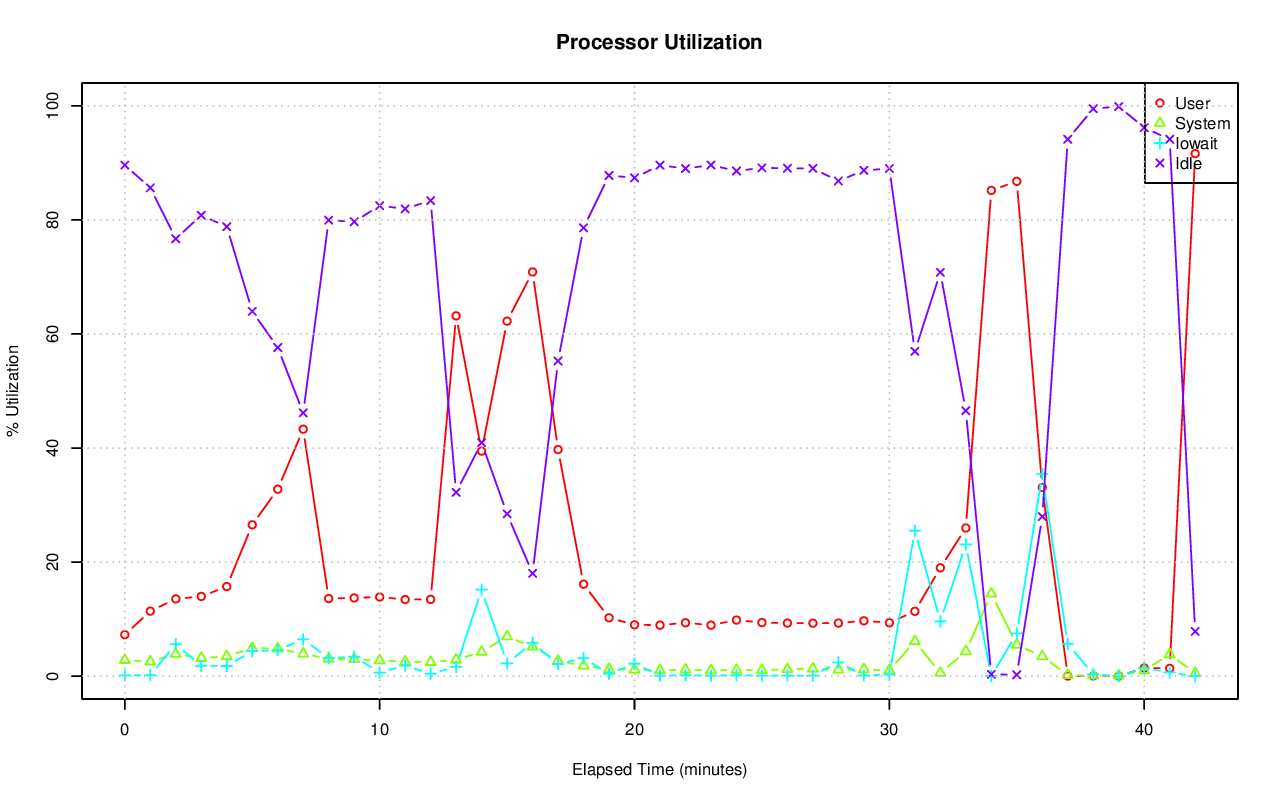 Processor Utilization
% Utilization
100
80
60
40
20
0
User
System
Iowait
Idle
0 10 20 30 40
Elapsed Time (minutes)